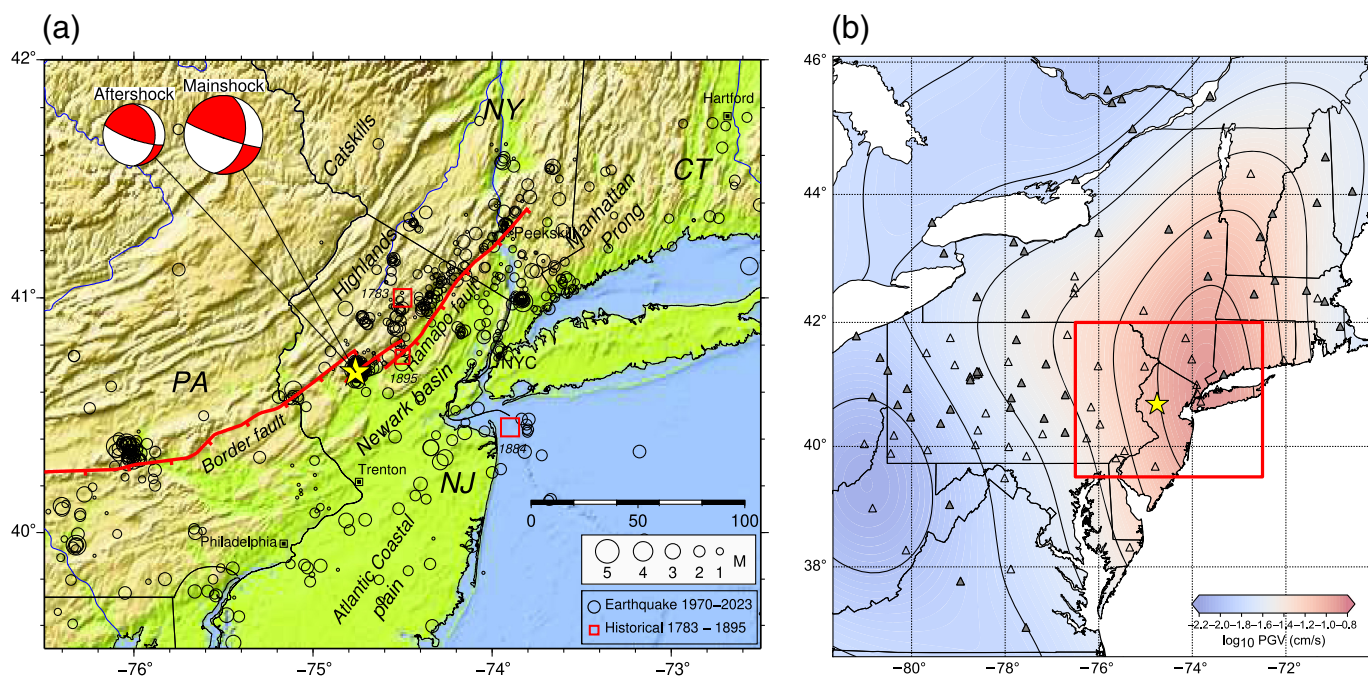 (a)
(b)
42°
41°
40°
−76
−75
−74
−73
Aftershock
Mainshock
NY
Hartford
Catskills
CT
Manhattan
Prong
Peekskill
Highlands
1783
Ramapo fault
1895
NYC
PA
Newark basin
Border fault
1884
Trenton
NJ
Philadelphia
Atlantic Coastal
plain
0 50 100
5 4 3 2 1 M
Earthquake 1970−2023
Historical 1783 − 1895
46°
44°
42°
40°
38°
−80°
−78°
−76°
−74°
−72°
−2.2 −2.0 −1.8 −1.6 −1.4 −1.2 −1.0 −0.8
log10 PGV (cm/s)